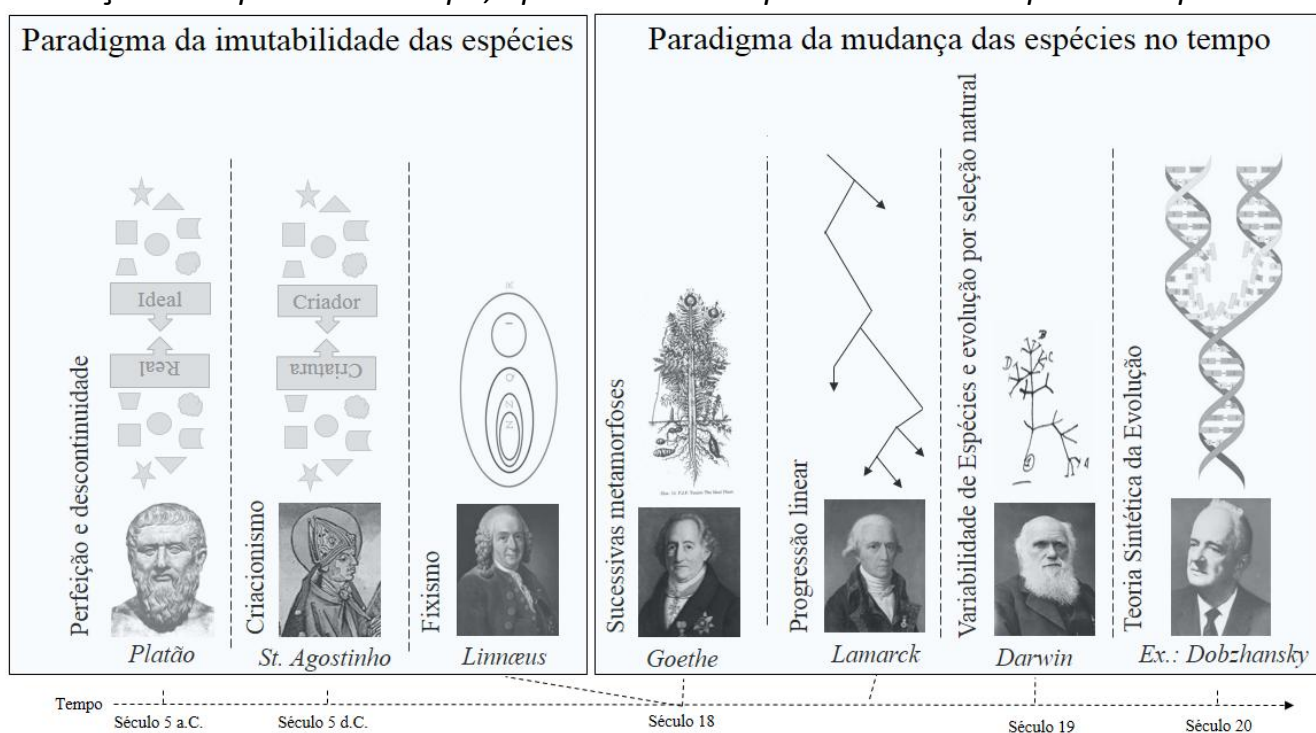 Paradigma da imutabilidade das espécies
Paradigma da mudança das espécies no tempo
Perfeição e descontinuidade
Ideal
Real
Platão
Criacionismo
Criador
Criatura
St. Agostinho
Fixismo
Linnæus
Sucessivas metamorfoses
Goethe
Progressão linear
Lamarck
Variabilidade de Espécies e evolução por seleção natural
Darwin
Teoria Sintética da Evolução
Ex.: Dobzhansky
Tempo
Século 5 a.C.
Século 5 d.C.
Século 18
Século 19
Século 20